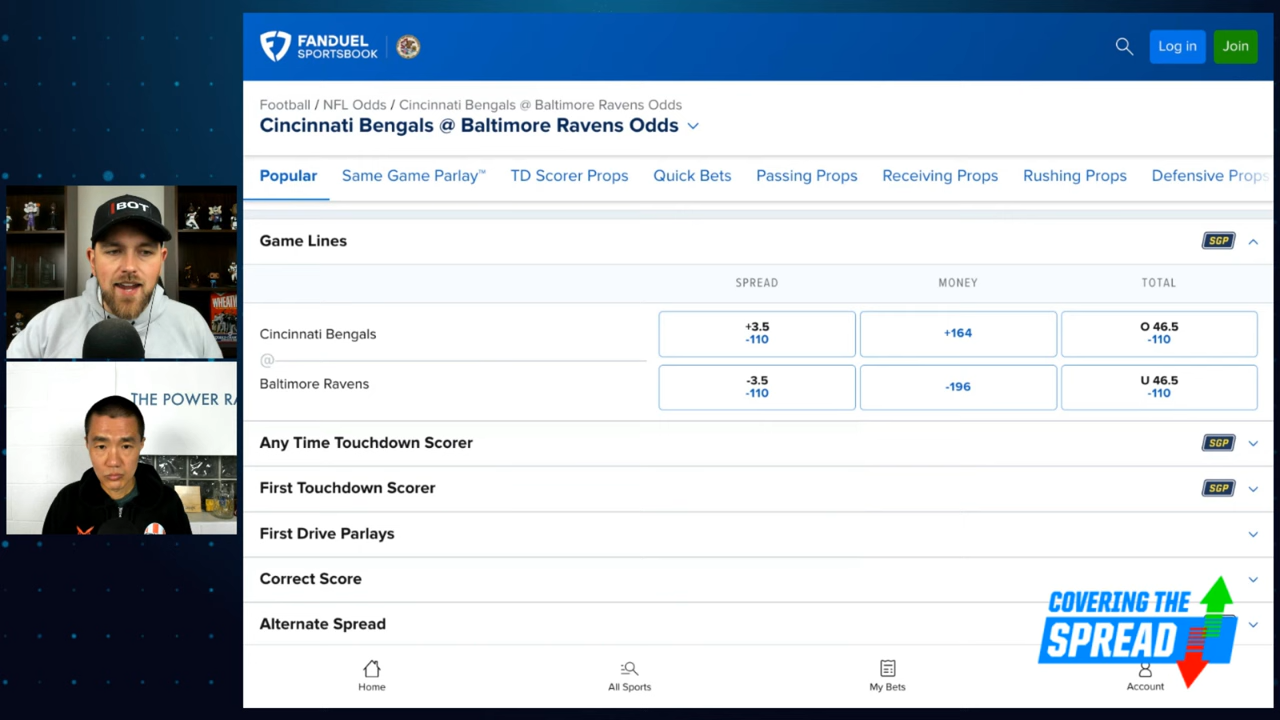 FANDUEL
SPORTSBOOK
Log in
Join
Football / NFL Odds / Cincinnati Bengals @ Baltimore Ravens Odds
Cincinnati Bengals @ Baltimore Ravens Odds
Popular
Same Game Parlay™
TD Scorer Props
Quick Bets
Passing Props
Receiving Props
Rushing Props
Defensive Props
Game Lines
SGP
SPREAD
MONEY
TOTAL
Cincinnati Bengals
+3.5
-110
+164
O 46.5
-110
@
Baltimore Ravens
-3.5
-110
-196
U 46.5
-110
Any Time Touchdown Scorer
SGP
First Touchdown Scorer
SGP
First Drive Parlays
Correct Score
Alternate Spread
Home
All Sports
My Bets
Account
COVERING THE
SPREAD
BOT
WHEAT
THE POWER RA